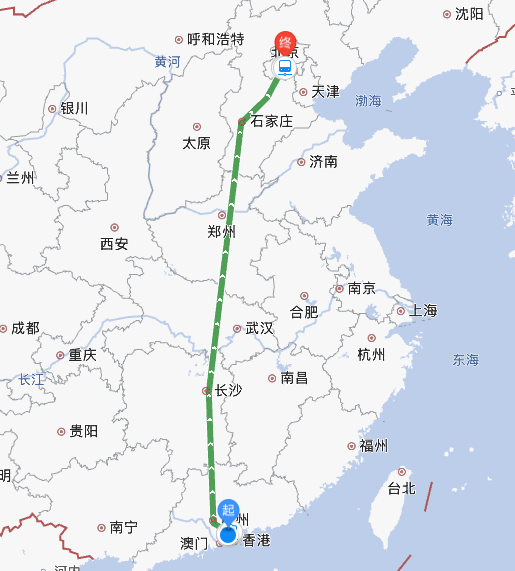 沈阳
呼和浩特
终
北京
黄河
天津
渤海
银川
石家庄
太原
济南
兰州
黄海
郑州
西安
南京
合肥
上海
成都
武汉
重庆
杭州
东海
长江
南昌
长沙
贵阳
福州
明
台北
起
州
南宁
香港
澳门
河内